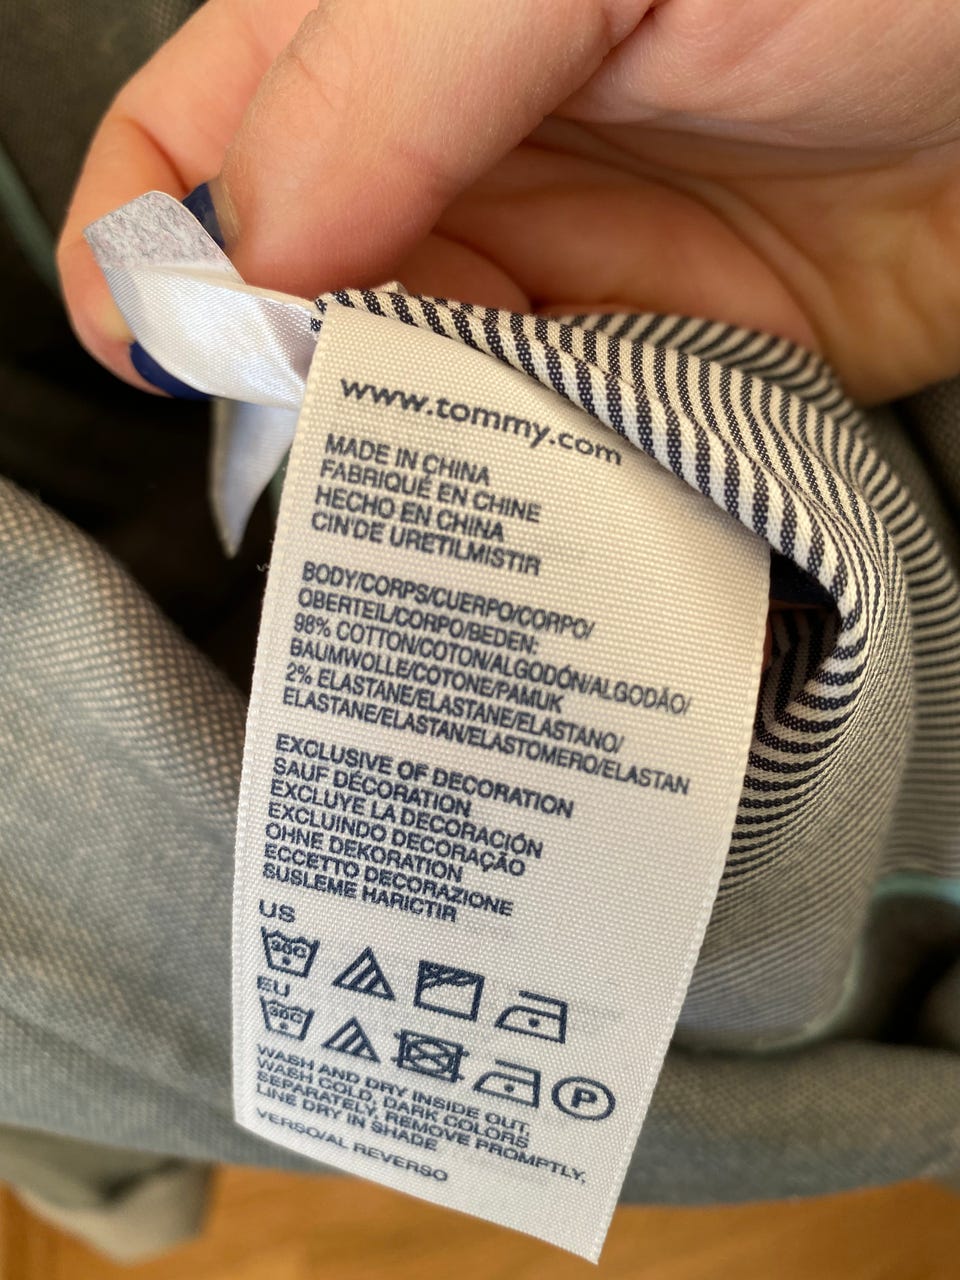 www.tommy.com
MADE IN CHINA
FABRIQUÉ EN CHINE
HECHO EN CHINA
CIN'DE URETILMISTIR
BODY/CORPS/CUERPO/CORPO/
OBERTEIL/CORPO/BEDEN:
98% COTTON/COTON/ALGODÓN/ALGODÃO/
BAUMWOLLE/COTONE/PAMUK
2% ELASTANE/ELASTANE/ELASTANO/
ELASTANE/ELASTAN/ELASTOMERO/ELASTAN
EXCLUSIVE OF DECORATION
SAUF DÉCORATION
EXCLUYE LA DECORACIÓN
EXCLUINDO DECORAÇÃO
OHNE DEKORATION
ECCETTO DECORAZIONE
SUSLEME HARICTIR
US
30C
EU
30C
P
WASH AND DRY INSIDE OUT,
WASH COLD, DARK COLORS
SEPARATELY, REMOVE PROMPTLY,
LINE DRY IN SHADE
VERSO/AL REVERSO